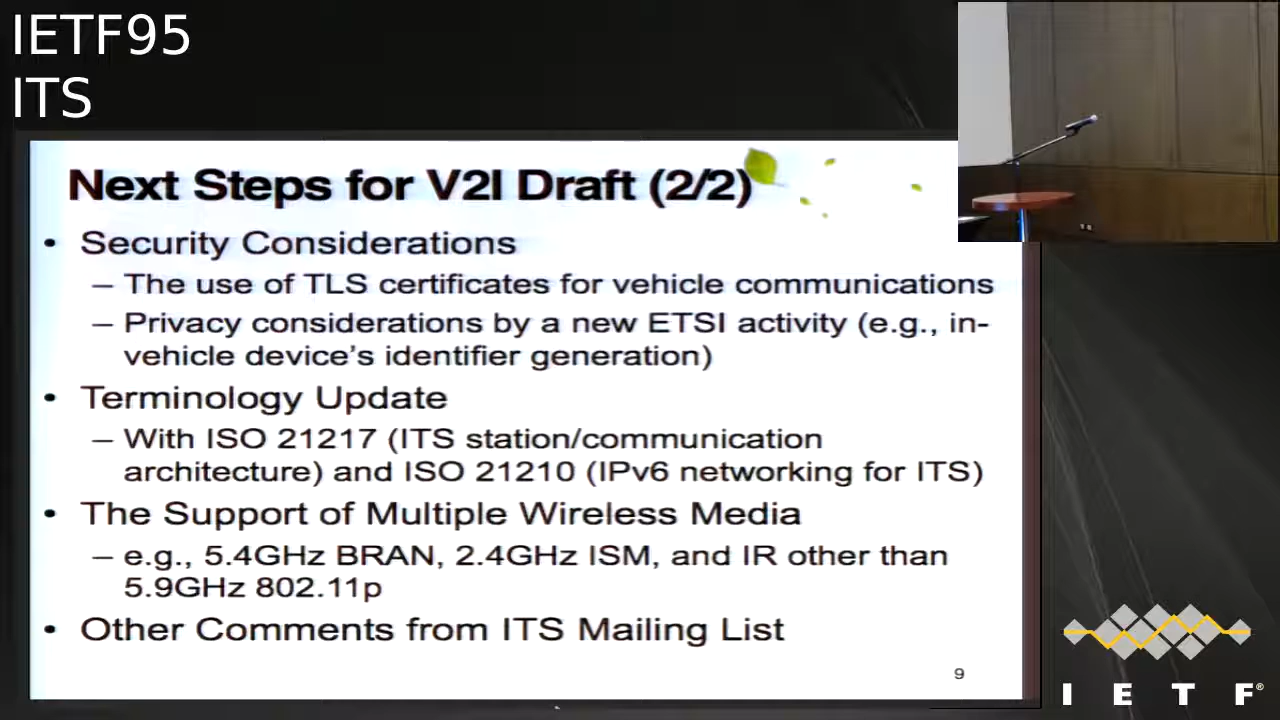 IETF95
ITS
Next Steps for V2I Draft (2/2)
• Security Considerations
– The use of TLS certificates for vehicle communications
– Privacy considerations by a new ETSI activity (e.g., in-
vehicle device's identifier generation)
• Terminology Update
– With ISO 21217 (ITS station/communication
architecture) and ISO 21210 (IPv6 networking for ITS)
• The Support of Multiple Wireless Media
– e.g., 5.4GHz BRAN, 2.4GHz ISM, and IR other than
5.9GHz 802.11p
• Other Comments from ITS Mailing List
9
I E T F®